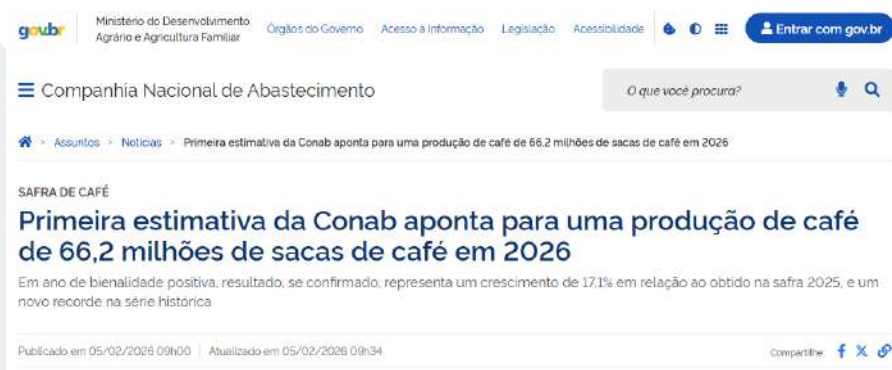 gov.br
Ministério do Desenvolvimento
Agrário e Agricultura Familiar
Órgãos do Governo Acesso à Informação Legislação Acessibilidade
Entrar com gov.br
Companhia Nacional de Abastecimento
O que você procura?
> Assuntos > Notícias > Primeira estimativa da Conab aponta para uma produção de café de 66,2 milhões de sacas de café em 2026
SAFRA DE CAFÉ
Primeira estimativa da Conab aponta para uma produção de café
de 66,2 milhões de sacas de café em 2026
Em ano de bienalidade positiva, resultado, se confirmado, representa um crescimento de 17,1% em relação ao obtido na safra 2025, e um
novo recorde na série histórica
Publicado em 05/02/2026 09h00 Atualizado em 05/02/2026 09h34
Compartilhe: